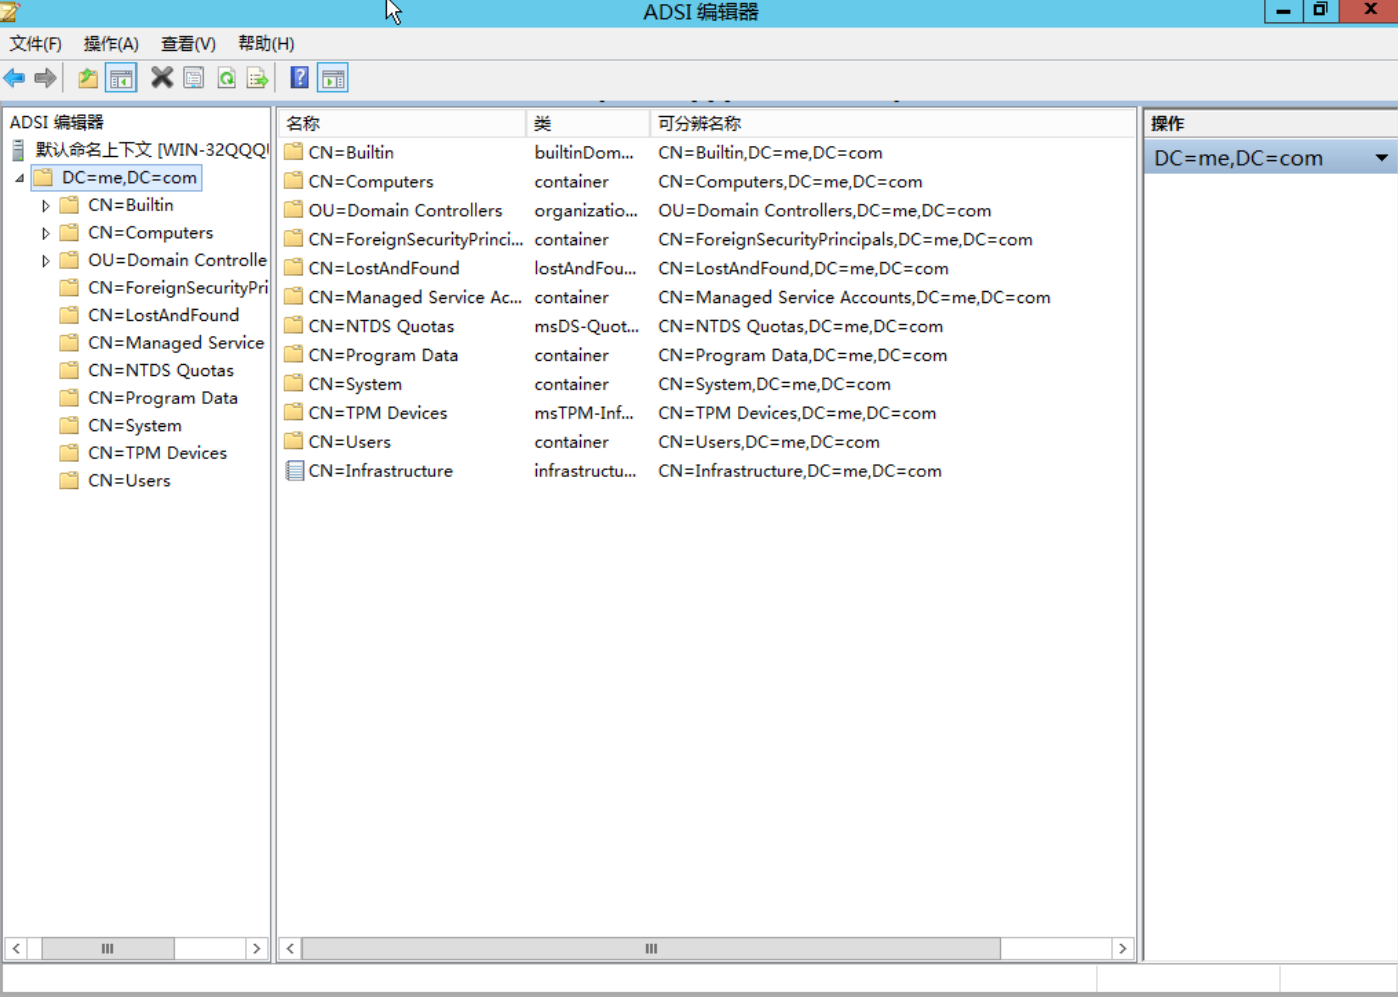 ADSI 编辑器
文件(F) 操作(A) 查看(V) 帮助(H)
ADSI 编辑器
默认命名上下文 [WIN-32QQQ
DC=me,DC=com
CN=Builtin
CN=Computers
OU=Domain Controlle
CN=ForeignSecurityPri
CN=LostAndFound
CN=Managed Service
CN=NTDS Quotas
CN=Program Data
CN=System
CN=TPM Devices
CN=Users
名称 类 可分辨名称
CN=Builtin builtinDom... CN=Builtin,DC=me,DC=com
CN=Computers container CN=Computers,DC=me,DC=com
OU=Domain Controllers organizatio... OU=Domain Controllers,DC=me,DC=com
CN=ForeignSecurityPrinci... container CN=ForeignSecurityPrincipals,DC=me,DC=com
CN=LostAndFound lostAndFou... CN=LostAndFound,DC=me,DC=com
CN=Managed Service Ac... container CN=Managed Service Accounts,DC=me,DC=com
CN=NTDS Quotas msDS-Quot... CN=NTDS Quotas,DC=me,DC=com
CN=Program Data container CN=Program Data,DC=me,DC=com
CN=System container CN=System,DC=me,DC=com
CN=TPM Devices msTPM-Inf... CN=TPM Devices,DC=me,DC=com
CN=Users container CN=Users,DC=me,DC=com
CN=Infrastructure infrastructu... CN=Infrastructure,DC=me,DC=com
操作
DC=me,DC=com